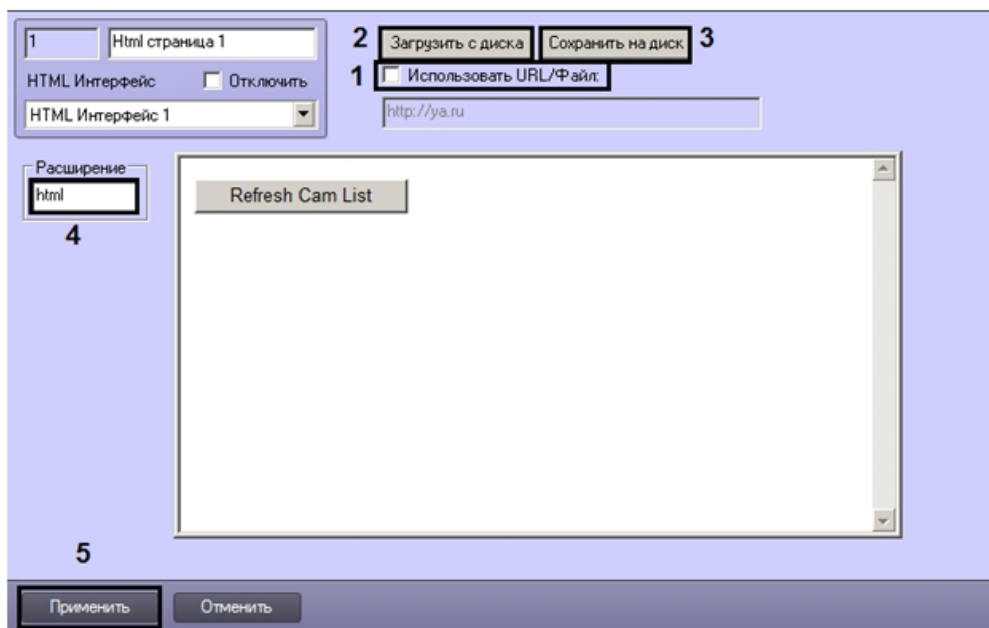 1 Html страница 1
HTML Интерфейс Отключить
HTML Интерфейс 1
2 Загрузить с диска Сохранить на диск 3
1 Использовать URL/Файл:
http://ya.ru
Расширение
html
4
Refresh Cam List
5
Применить Отменить